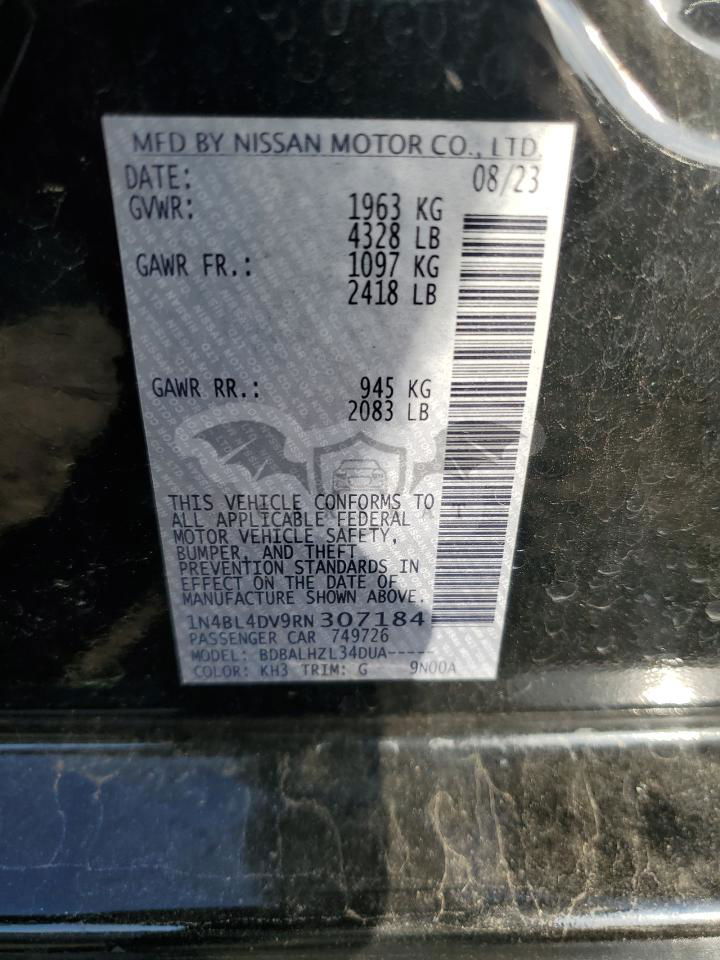 MFD BY NISSAN MOTOR CO., LTD.
DATE: 08/23
GVWR: 1963 KG
4328 LB
GAWR FR.: 1097 KG
2418 LB
GAWR RR.: 945 KG
2083 LB
THIS VEHICLE CONFORMS TO
ALL APPLICABLE FEDERAL
MOTOR VEHICLE SAFETY,
BUMPER, AND THEFT
PREVENTION STANDARDS IN
EFFECT ON THE DATE OF
MANUFACTURE SHOWN ABOVE.
1N4BL4DV9RN307184
PASSENGER CAR 749726
MODEL: BDBALHZL34DUA-----
COLOR: KH3 TRIM: G 9N00A